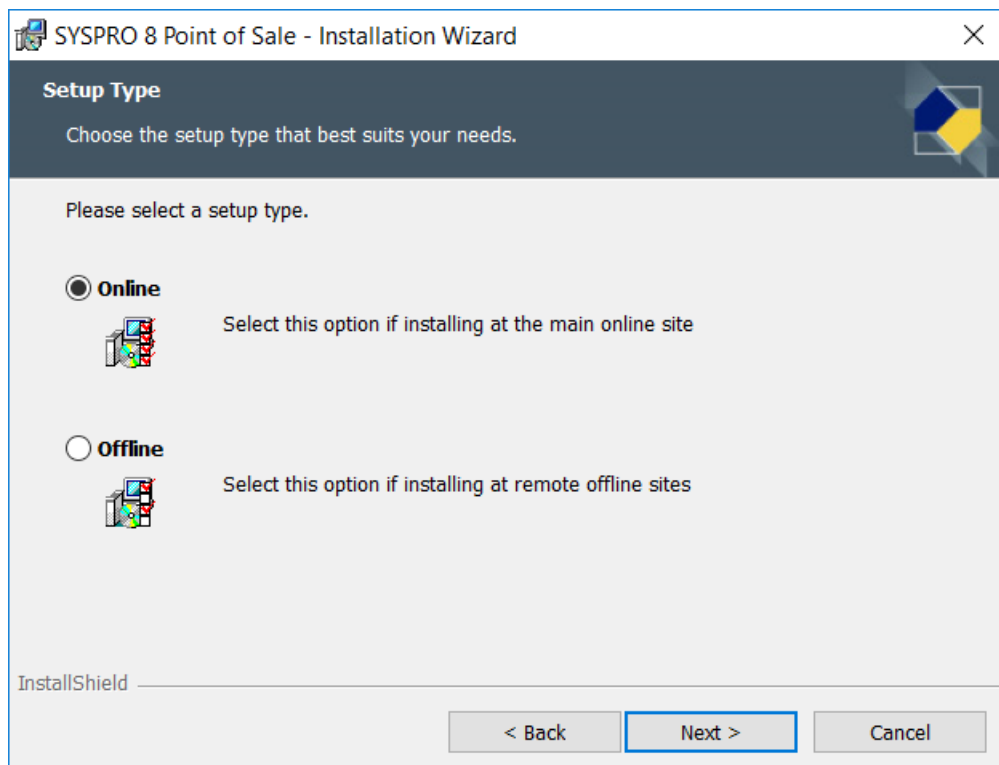 SYSPRO 8 Point of Sale - Installation Wizard
Setup Type
Choose the setup type that best suits your needs.
Please select a setup type.
Online
Select this option if installing at the main online site
Offline
Select this option if installing at remote offline sites
InstallShield
< Back
Next >
Cancel